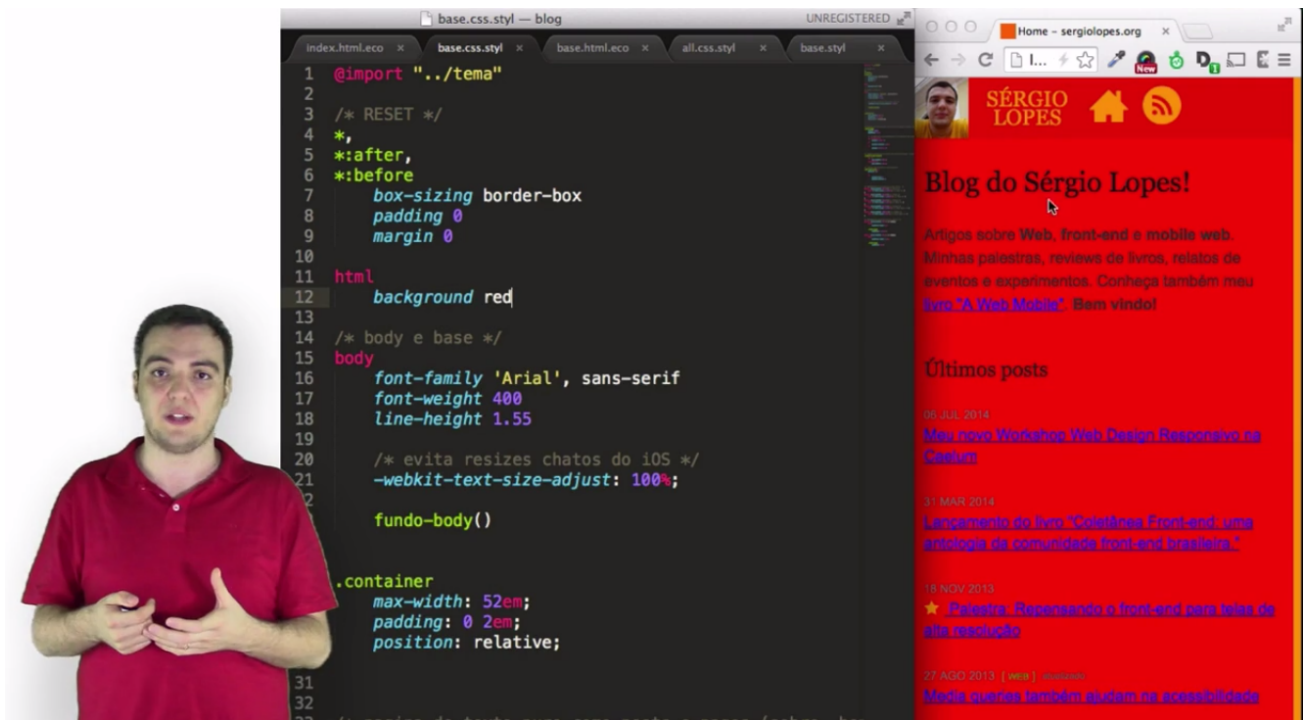 base.css.styl — blog
UNREGISTERED
index.html.eco ×
base.css.styl ×
base.html.eco ×
all.css.styl ×
base.styl ×
1 @import "../tema"
2
3 /* RESET */
4 *,
5 *:after,
6 *:before
7 box-sizing border-box
8 padding 0
9 margin 0
10
11 html
12 background red
13
14 /* body e base */
15 body
16 font-family 'Arial', sans-serif
17 font-weight 400
18 line-height 1.55
19
20 /* evita resizes chatos do iOS */
21 -webkit-text-size-adjust: 100%;
2
fundo-body()
.container
max-width: 52em;
padding: 0 2em;
position: relative;
31
32
Home - sergiolopes.org ×
New
1
SÉRGIO
LOPES
Blog do Sérgio Lopes!
Artigos sobre Web, front-end e mobile web.
Minhas palestras, reviews de livros, relatos de
eventos e experimentos. Conheça também meu
livro "A Web Mobile". Bem vindo!
Últimos posts
06 JUL 2014
Meu novo Workshop Web Design Responsivo na
Caelum
31 MAR 2014
Lançamento do livro "Coletânea Front-end: uma
antologia da comunidade front-end brasileira."
18 NOV 2013
Palestra: Repensando o front-end para telas de
alta resolução
27 AGO 2013 [ WEB ] atualizado
Media queries também ajudam na acessibilidade